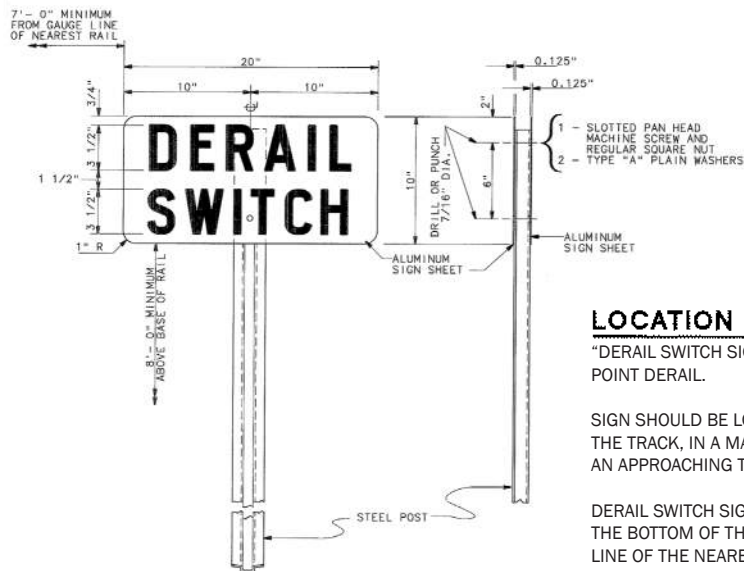 7'- 0" MINIMUM
FROM GAUGE LINE
OF NEAREST RAIL
20"
10" 10"
3/4"
3 1/2"
1 1/2"
3 1/2"
1" R
DERAIL
SWITCH
8'- 0" MINIMUM
ABOVE BASE OF RAIL
10"
ALUMINUM
SIGN SHEET
DRILL OR PUNCH
7/16" DIA.
2"
6"
0.125"
0.125"
1 - SLOTTED PAN HEAD
MACHINE SCREW AND
REGULAR SQUARE NUT
2 - TYPE "A" PLAIN WASHERS
ALUMINUM
SIGN SHEET
STEEL POST
LOCATION
“DERAIL SWITCH SIG
POINT DERAIL.
SIGN SHOULD BE LO
THE TRACK, IN A MA
AN APPROACHING T
DERAIL SWITCH SIG
THE BOTTOM OF TH
LINE OF THE NEARE